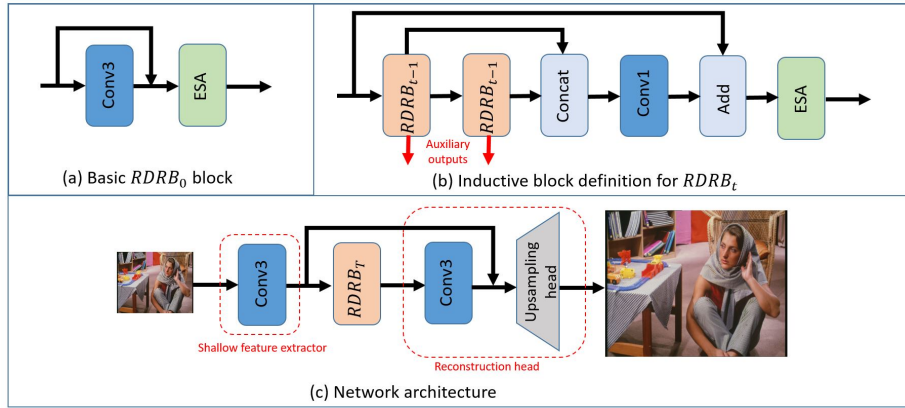 Conv3
ESA
(a) Basic RDRB₀ block
RDRBₜ₋₁
RDRBₜ₋₁
Concat
Conv1
Add
ESA
Auxiliary
outputs
(b) Inductive block definition for RDRBₜ
Conv3
Shallow feature extractor
RDRB_T
Conv3
Upsampling
head
Reconstruction head
(c) Network architecture